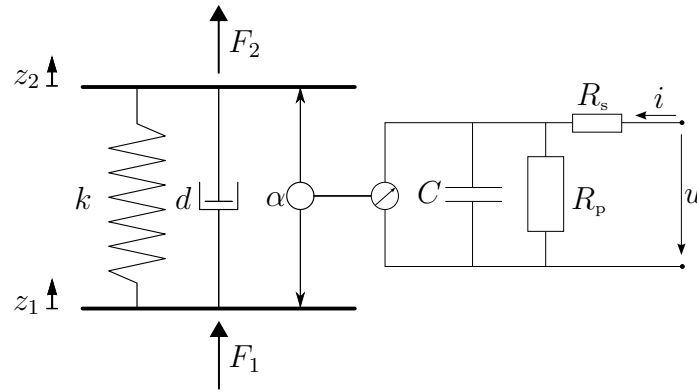 F₂
z₂
Rₛ
i
k
d
α
C
Rₚ
u
z₁
F₁